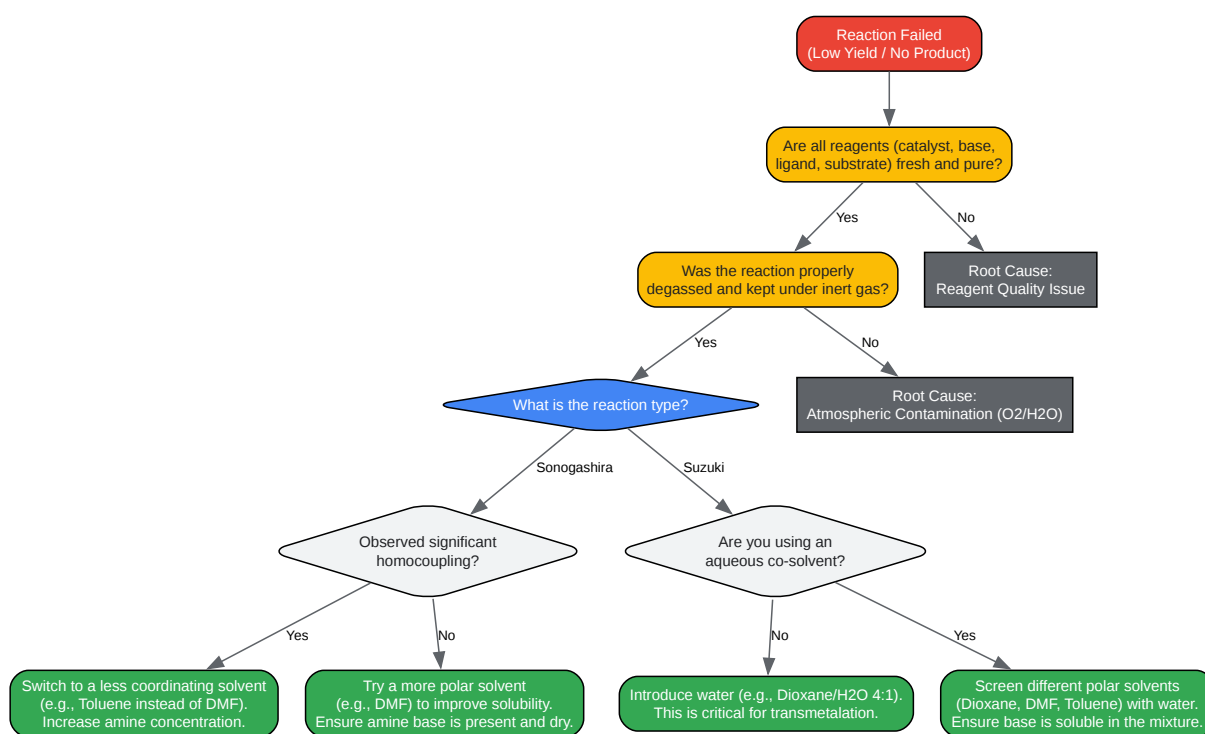 Reaction Failed
(Low Yield / No Product)
Are all reagents (catalyst, base,
ligand, substrate) fresh and pure?
Yes
No
Was the reaction properly
degassed and kept under inert gas?
Root Cause:
Reagent Quality Issue
Yes
No
What is the reaction type?
Root Cause:
Atmospheric Contamination (O2/H2O)
Sonogashira
Suzuki
Observed significant
homocoupling?
Are you using an
aqueous co-solvent?
Yes
No
No
Yes
Switch to a less coordinating solvent
(e.g., Toluene instead of DMF).
Increase amine concentration.
Try a more polar solvent
(e.g., DMF) to improve solubility.
Ensure amine base is present and dry.
Introduce water (e.g., Dioxane/H2O 4:1).
This is critical for transmetalation.
Screen different polar solvents
(Dioxane, DMF, Toluene) with water.
Ensure base is soluble in the mixture.